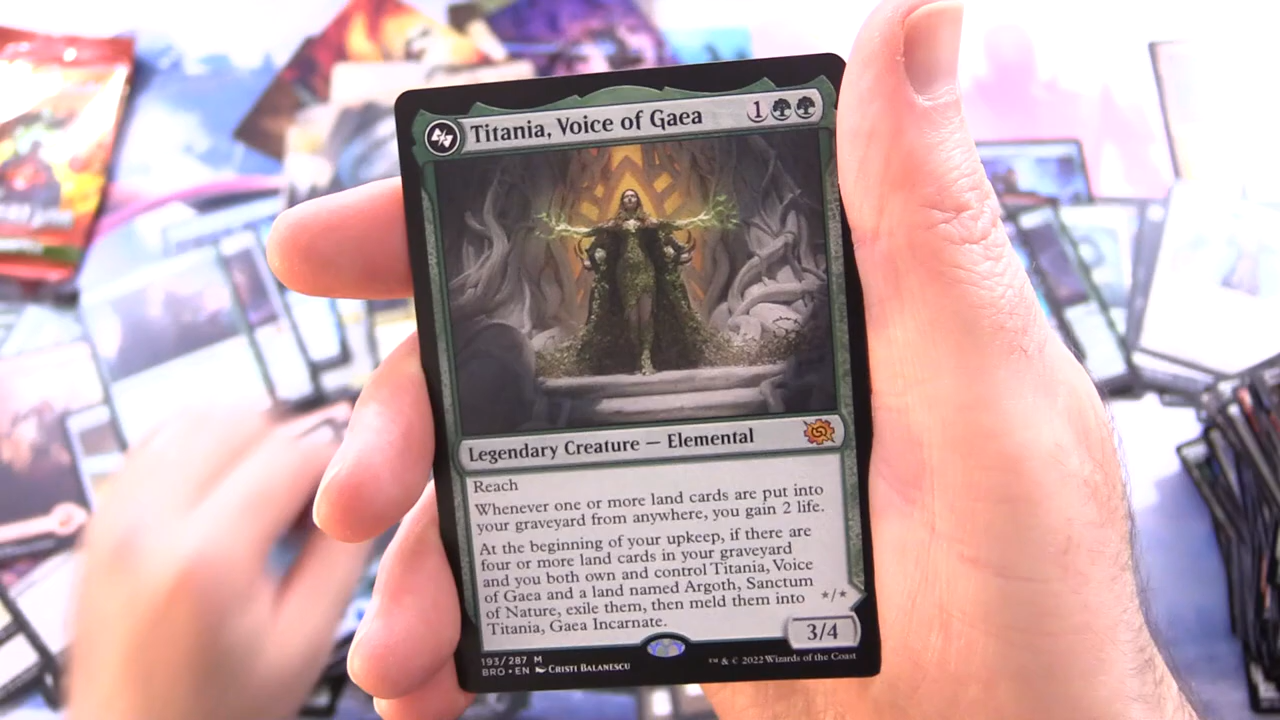 Titania, Voice of Gaea 1
Legendary Creature — Elemental
Reach
Whenever one or more land cards are put into
your graveyard from anywhere, you gain 2 life.
At the beginning of your upkeep, if there are
four or more land cards in your graveyard
and you both own and control Titania, Voice
of Gaea and a land named Argoth, Sanctum
of Nature, exile them, then meld them into
Titania, Gaea Incarnate.
*/*
3/4
193/287 M
BRO • EN CRISTI BALANESCU
™ & © 2022 Wizards of the Coast